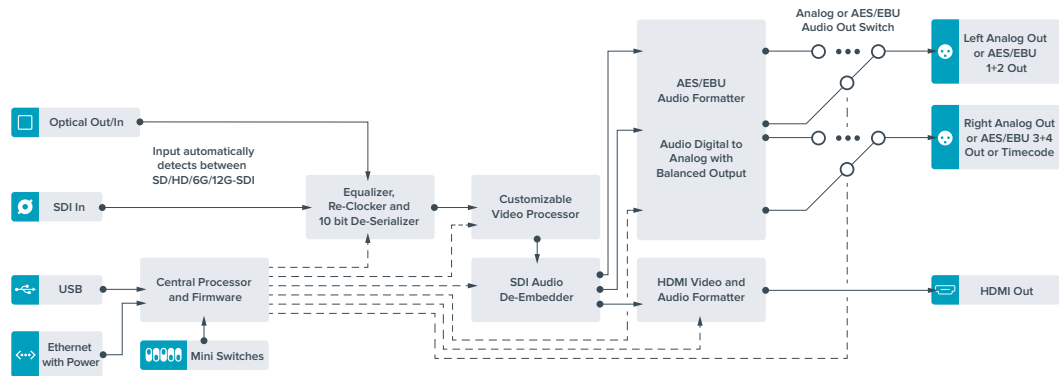 Analog or AES/EBU
Audio Out Switch
Left Analog Out
or AES/EBU
1+2 Out
AES/EBU
Audio Formatter
Optical Out/In
Right Analog Out
or AES/EBU 3+4
Out or Timecode
Input automatically
detects between
SD/HD/6G/12G-SDI
Audio Digital to
Analog with
Balanced Output
SDI In
Equalizer,
Re-Clocker and
10 bit De-Serializer
Customizable
Video Processor
USB
Central Processor
and Firmware
SDI Audio
De-Embedder
HDMI Video and
Audio Formatter
HDMI Out
Ethernet
with Power
Mini Switches